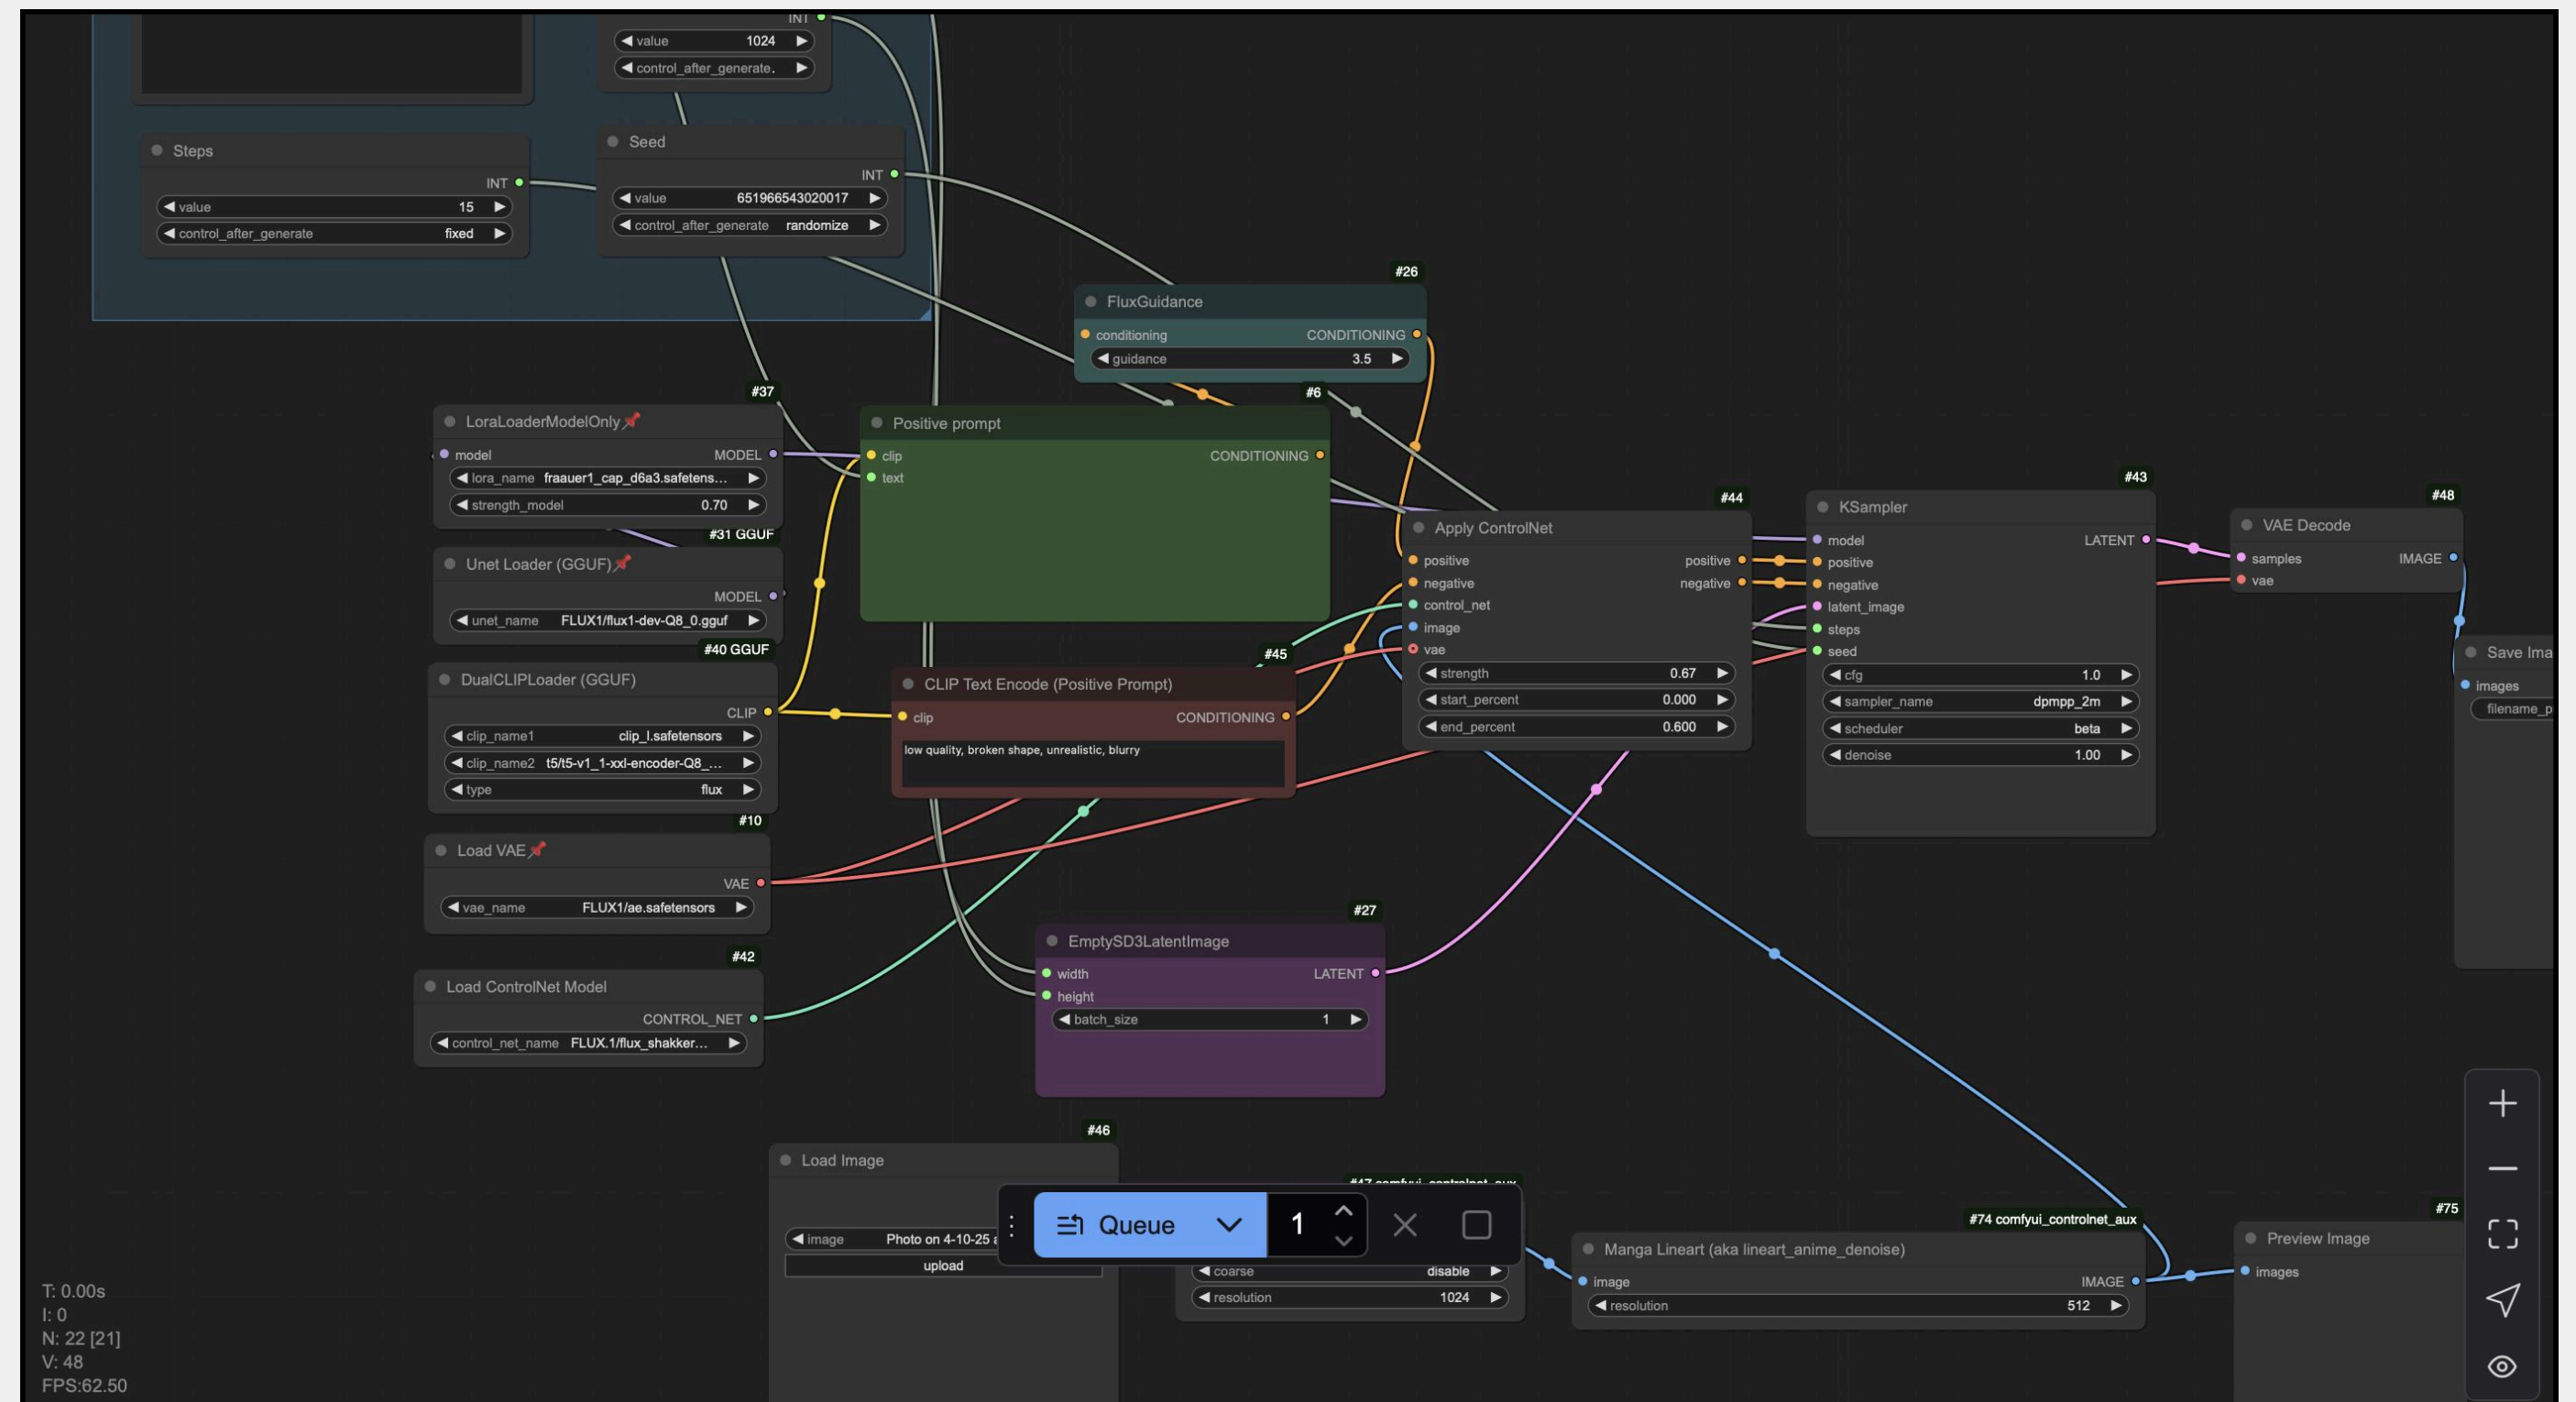 INT
value 1024
control_after_generate.
Steps
INT
value 15
control_after_generate fixed
Seed
INT
value 651966543020017
control_after_generate randomize
#26
FluxGuidance
conditioning CONDITIONING
guidance 3.5
#37
LoraLoaderModelOnly
model MODEL
lora_name fraauer1_cap_d6a3.safetens...
strength_model 0.70
#31 GGUF
Unet Loader (GGUF)
MODEL
unet_name FLUX1/flux1-dev-Q8_0.gguf
#40 GGUF
DualCLIPLoader (GGUF)
CLIP
clip_name1 clip_l.safetensors
clip_name2 t5/t5-v1_1-xxl-encoder-Q8_...
type flux
#10
Load VAE
VAE
vae_name FLUX1/ae.safetensors
#42
Load ControlNet Model
CONTROL_NET
control_net_name FLUX.1/flux_shakker...
#6
Positive prompt
clip CONDITIONING
text
#45
CLIP Text Encode (Positive Prompt)
clip CONDITIONING
low quality, broken shape, unrealistic, blurry
#44
Apply ControlNet
positive positive
negative negative
control_net
image
vae
strength 0.67
start_percent 0.000
end_percent 0.600
#43
KSampler
model LATENT
positive
negative
latent_image
steps
seed
cfg 1.0
sampler_name dpmpp_2m
scheduler beta
denoise 1.00
#48
VAE Decode
samples IMAGE
vae
Save Ima
images
filename_p
#27
EmptySD3LatentImage
width LATENT
height
batch_size 1
#46
Load Image
image Photo on 4-10-25
upload
#47 comfyui_controlnet_aux
Queue 1
coarse disable
resolution 1024
#74 comfyui_controlnet_aux
Manga Lineart (aka lineart_anime_denoise)
image IMAGE
resolution 512
#75
Preview Image
images
T: 0.00s
I: 0
N: 22 [21]
V: 48
FPS:62.50